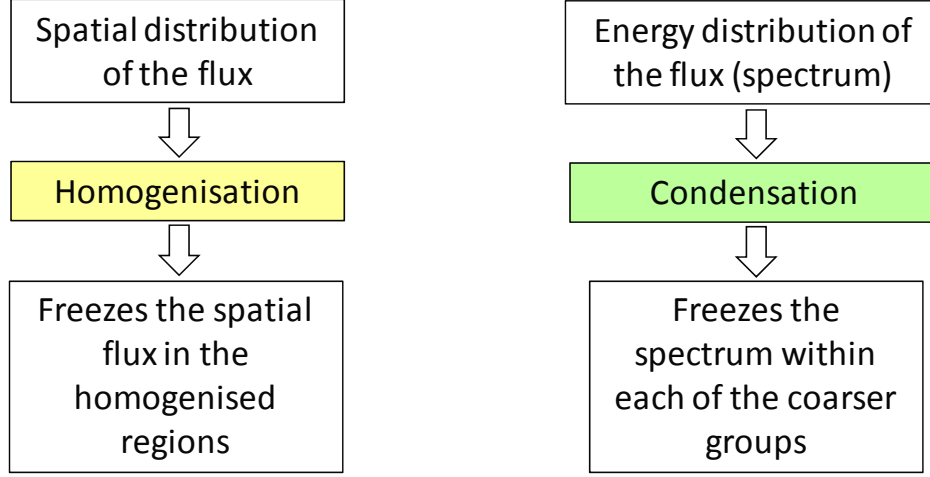 Spatial distribution
of the flux
Homogenisation
Freezes the spatial
flux in the
homogenised
regions
Energy distribution of
the flux (spectrum)
Condensation
Freezes the
spectrum within
each of the coarser
groups